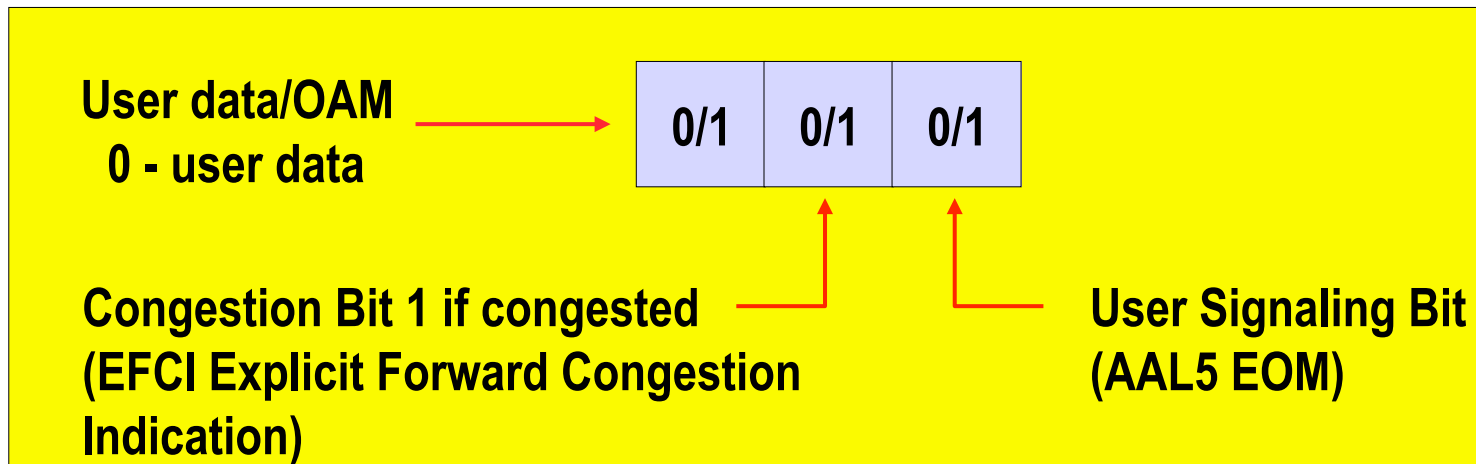 User data/OAM
0 - user data
0/1 0/1 0/1
Congestion Bit 1 if congested
(EFCI Explicit Forward Congestion
Indication)
User Signaling Bit
(AAL5 EOM)